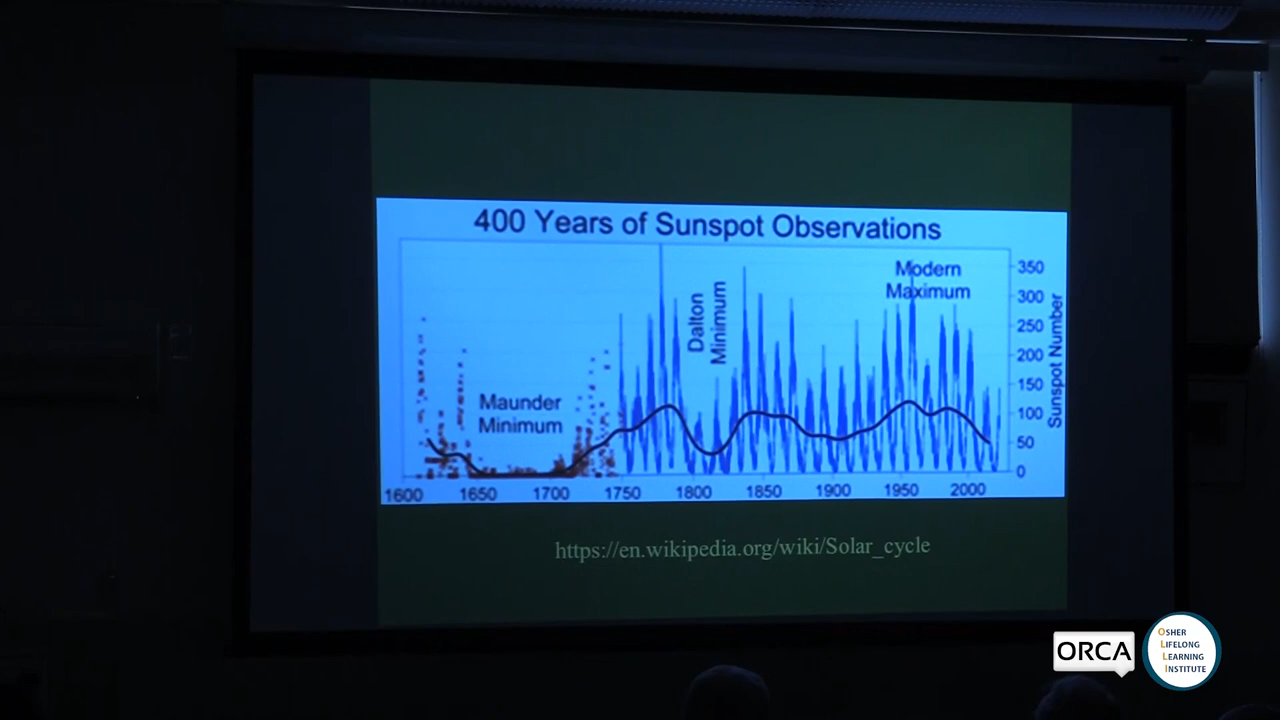 400 Years of Sunspot Observations
Modern
Maximum
Dalton
Minimum
Maunder
Minimum
350
300
250
200
150
100
50
0
Sunspot Number
1600 1650 1700 1750 1800 1850 1900 1950 2000
https://en.wikipedia.org/wiki/Solar_cycle
ORCA
OSHER
LIFELONG
LEARNING
INSTITUTE